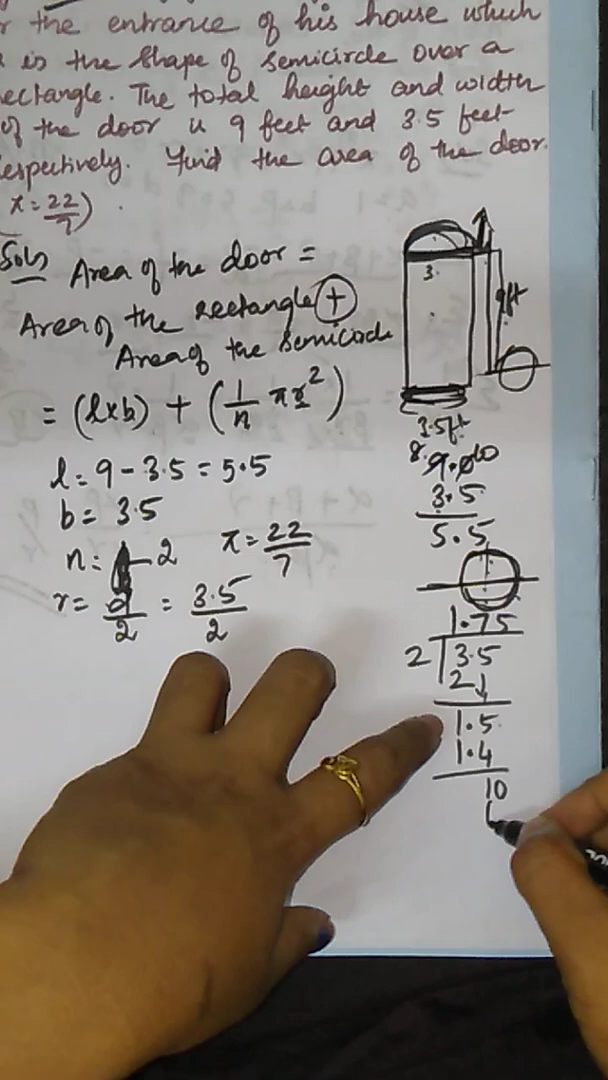 r the entrance of his house which
is the shape of semicircle over a
ectangle. The total height and width
of the door is 9 feet and 3.5 feet
espectively. Find the area of the door.
π = 22/7)
Soln Area of the door =
Area of the rectangle +
Area of the semicircle
= (l×b) + (1/n πr²)
l = 9 - 3.5 = 5.5
b = 3.5
n = 2 π = 22/7
r = d/2 = 3.5/2
3.
9ft
3.5ft
8 9.0 10
3.5
5.5
1.75
2 3.5
2
1.5
1.4
10